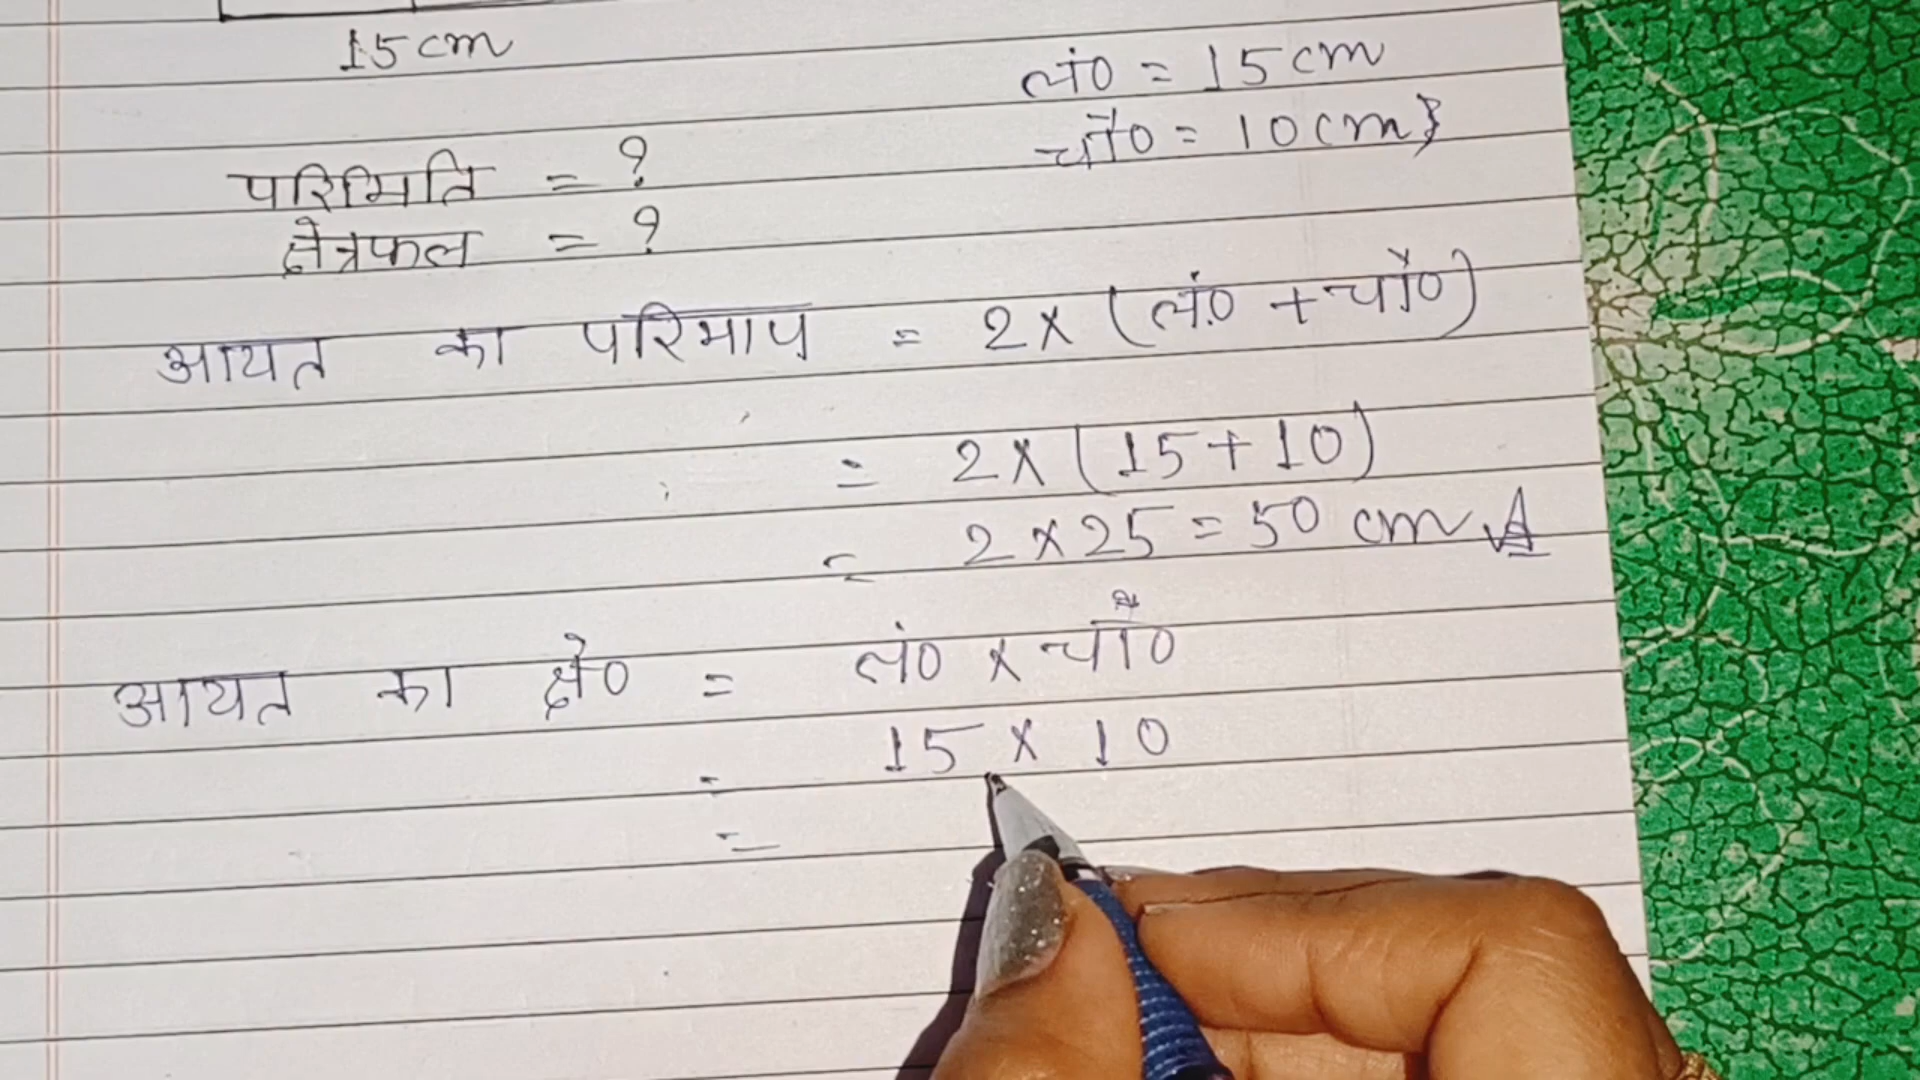 15 cm
लं० = 15 cm
चौ० = 10 cm}
परिमिति = ?
क्षेत्रफल = ?
आयत का परिमाप = 2 x (लं० + चौ०)
= 2 x (15 + 10)
= 2 x 25 = 50 cm A
आयत का क्षे० = लं० x चौ०
= 15 x 10
=